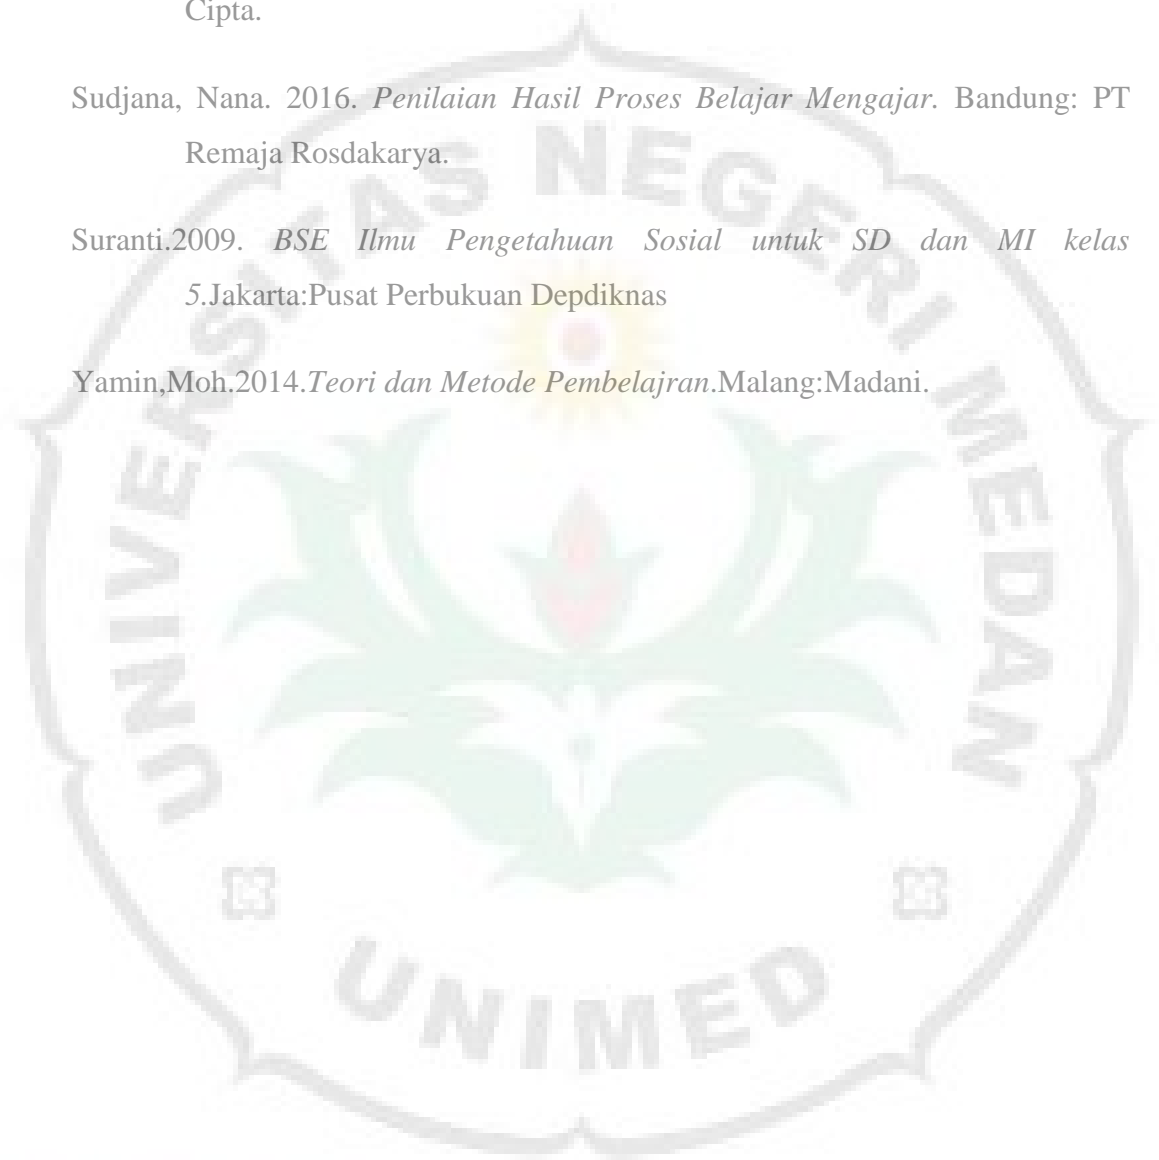 Cipta.
Sudjana, Nana. 2016. Penilaian Hasil Proses Belajar Mengajar. Bandung: PT
Remaja Rosdakarya.
Suranti.2009. BSE Ilmu Pengetahuan Sosial untuk SD dan MI kelas
5.Jakarta:Pusat Perbukuan Depdiknas
Yamin,Moh.2014.Teori dan Metode Pembelajran.Malang:Madani.
UNIVERSITAS NEGERI MEDAN
UNIMED